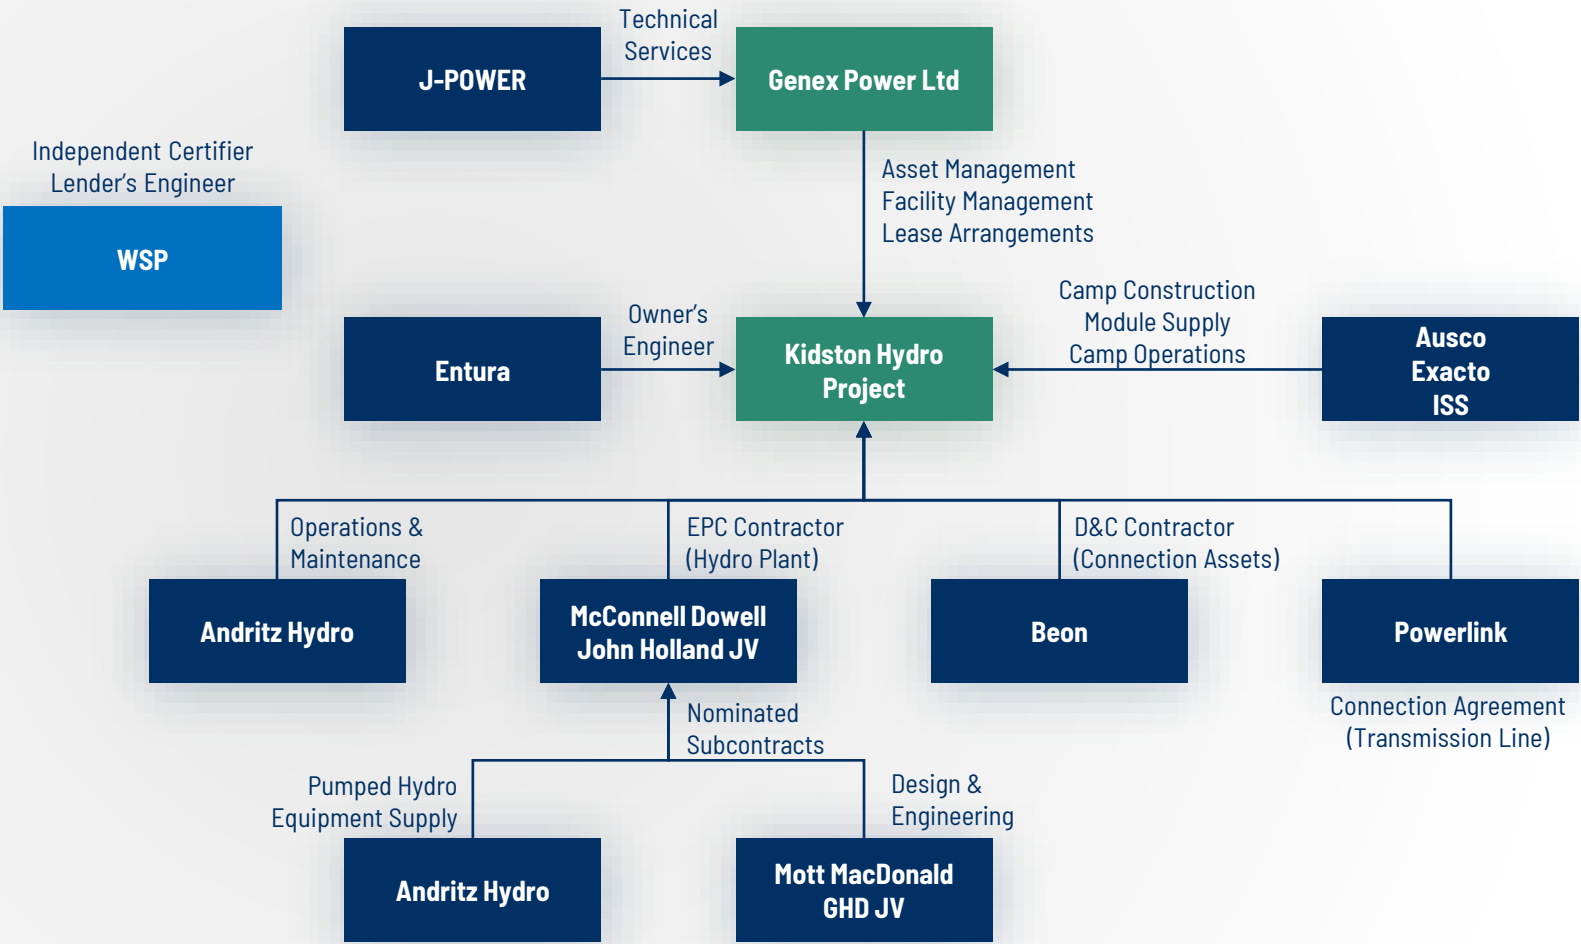 Technical
Services
J-POWER
Genex Power Ltd
Independent Certifier
Lender's Engineer
WSP
Asset Management
Facility Management
Lease Arrangements
Entura
Owner's
Engineer
Kidston Hydro
Project
Camp Construction
Module Supply
Camp Operations
Ausco
Exacto
ISS
Operations &
Maintenance
EPC Contractor
(Hydro Plant)
D&C Contractor
(Connection Assets)
Andritz Hydro
McConnell Dowell
John Holland JV
Beon
Powerlink
Connection Agreement
(Transmission Line)
Nominated
Subcontracts
Pumped Hydro
Equipment Supply
Design &
Engineering
Andritz Hydro
Mott MacDonald
GHD JV